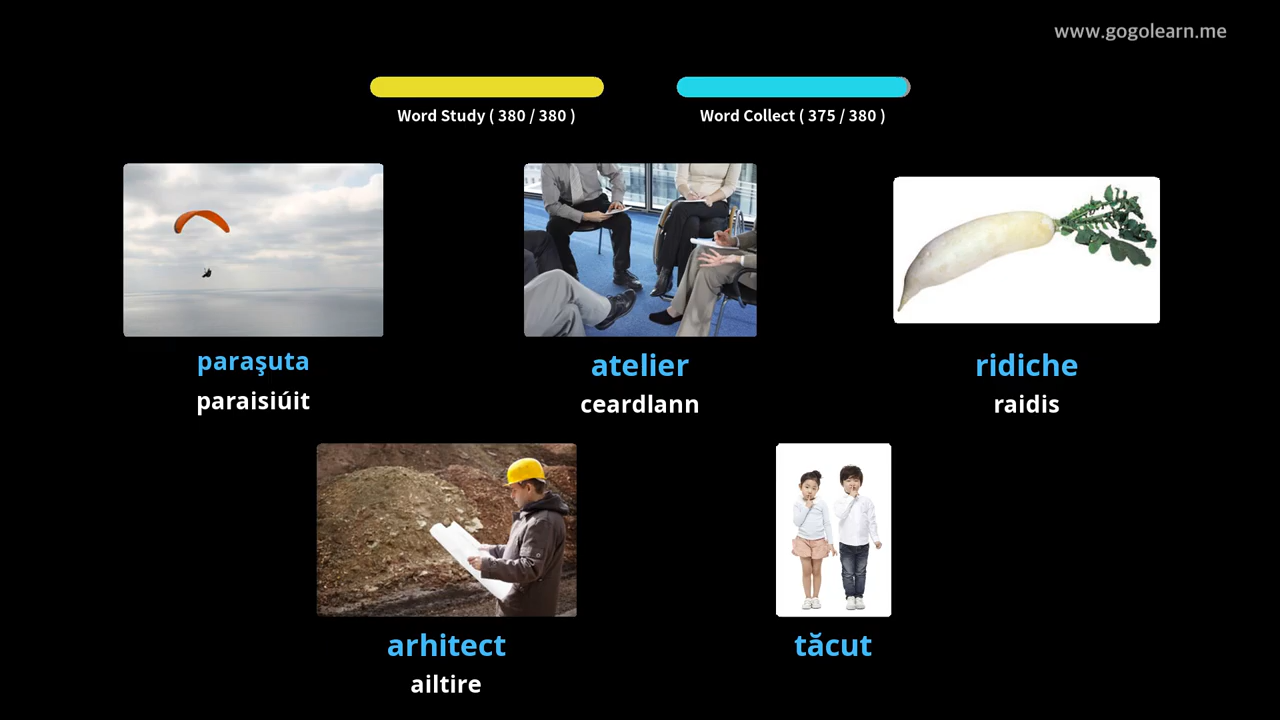 www.gogolearn.me
Word Study ( 380 / 380 )
Word Collect ( 375 / 380 )
paraşuta
paraisiúit
atelier
ceardlann
ridiche
raidis
arhitect
ailtire
tăcut